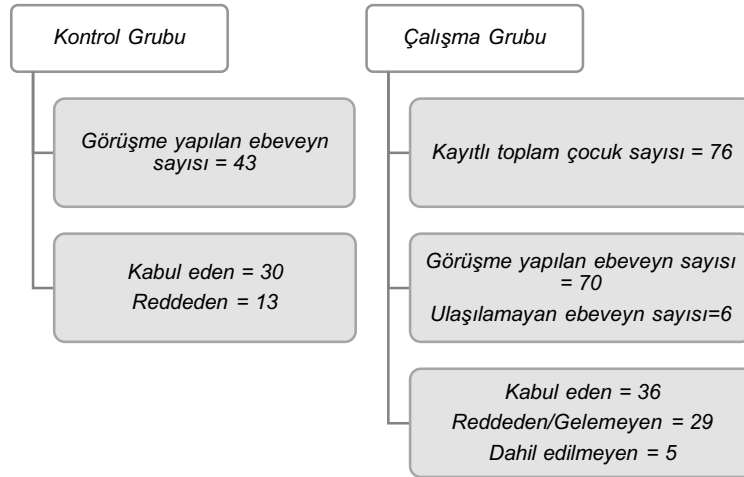 Kontrol Grubu
Görüşme yapılan ebeveyn
sayısı = 43
Kabul eden = 30
Reddeden = 13
Çalışma Grubu
Kayıtlı toplam çocuk sayısı = 76
Görüşme yapılan ebeveyn sayısı
= 70
Ulaşılamayan ebeveyn sayısı=6
Kabul eden = 36
Reddeden/Gelemeyen = 29
Dahil edilmeyen = 5